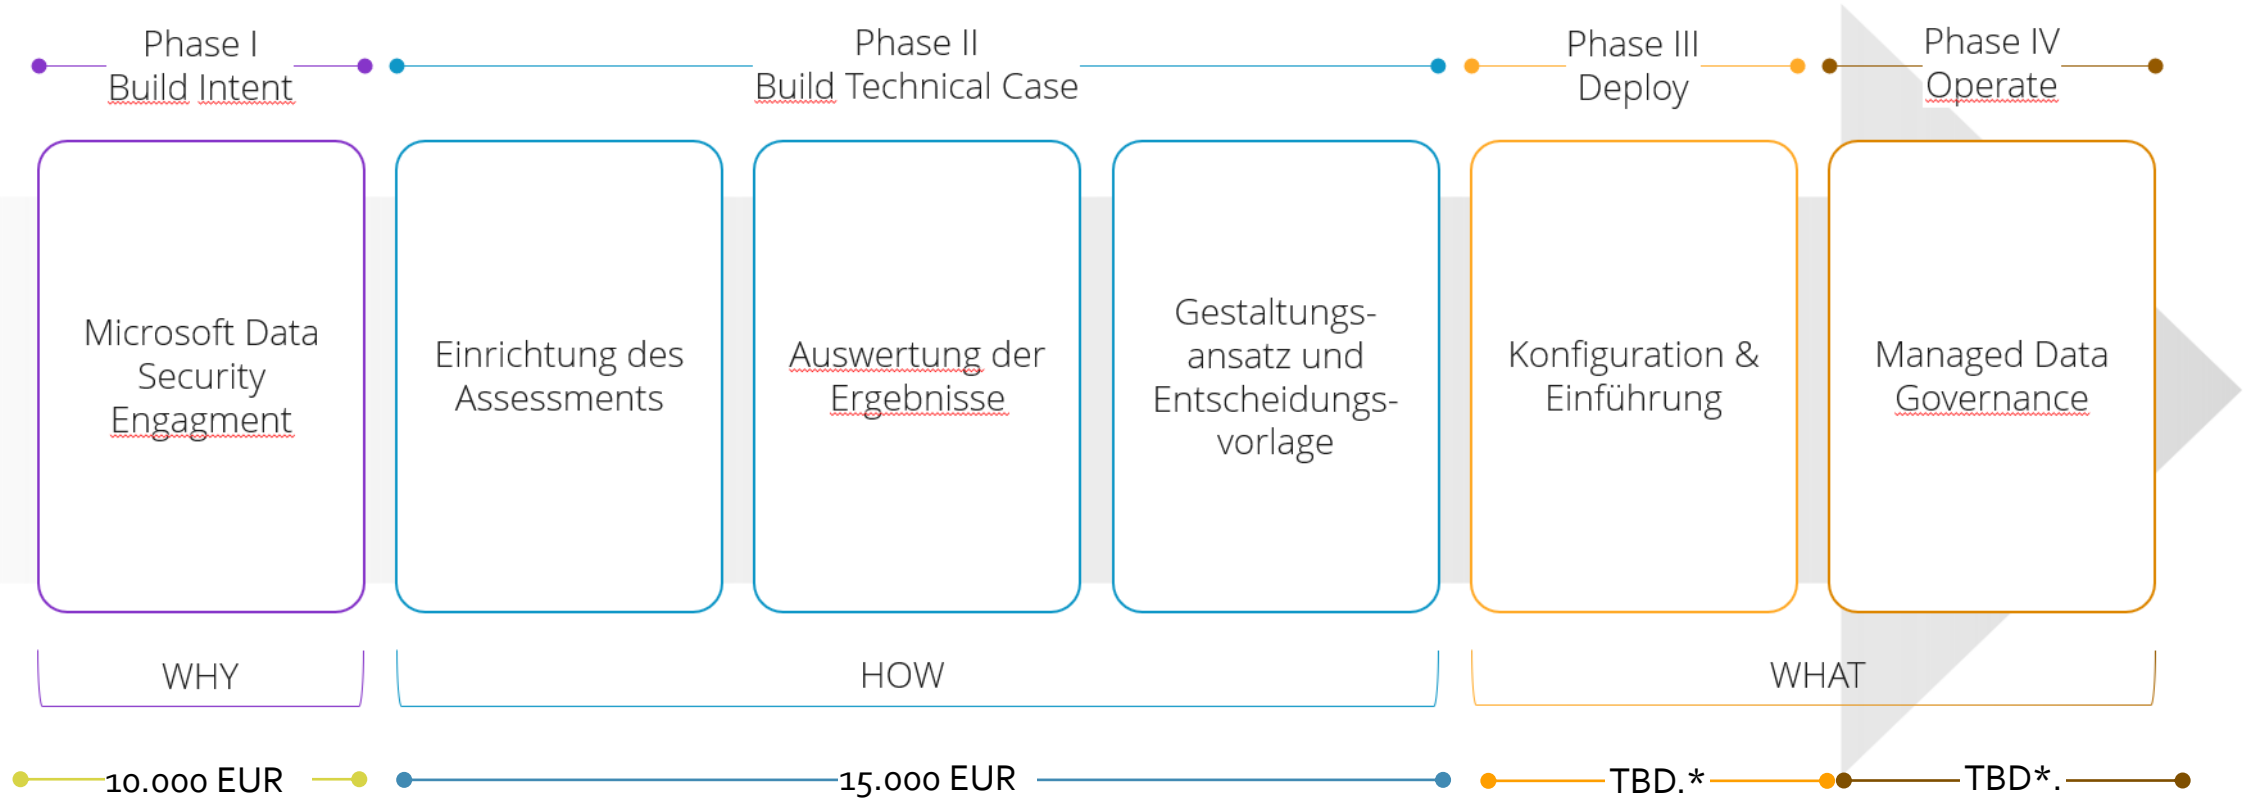 Phase I
Build Intent
Phase II
Build Technical Case
Phase III
Deploy
Phase IV
Operate
Microsoft Data
Security
Engagment
Einrichtung des
Assessments
Auswertung der
Ergebnisse
Gestaltungs-
ansatz und
Entscheidungs-
vorlage
Konfiguration &
Einführung
Managed Data
Governance
WHY
HOW
WHAT
10.000 EUR
15.000 EUR
TBD.*
TBD*.